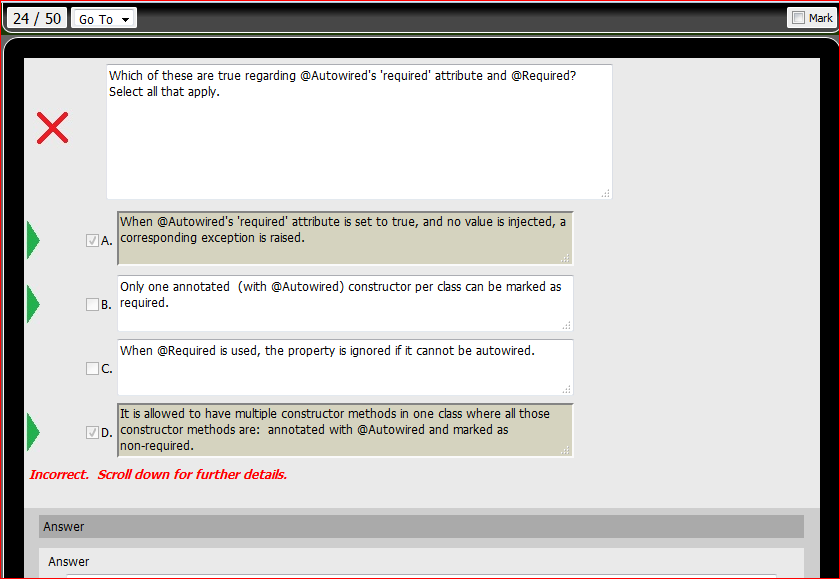 24 / 50 Go To Mark
Which of these are true regarding @Autowired's 'required' attribute and @Required?
Select all that apply.
A. When @Autowired's 'required' attribute is set to true, and no value is injected, a
corresponding exception is raised.
B. Only one annotated  (with @Autowired) constructor per class can be marked as
required.
C. When @Required is used, the property is ignored if it cannot be autowired.
D. It is allowed to have multiple constructor methods in one class where all those
constructor methods are:  annotated with @Autowired and marked as
non-required.
Incorrect.  Scroll down for further details.
Answer
Answer